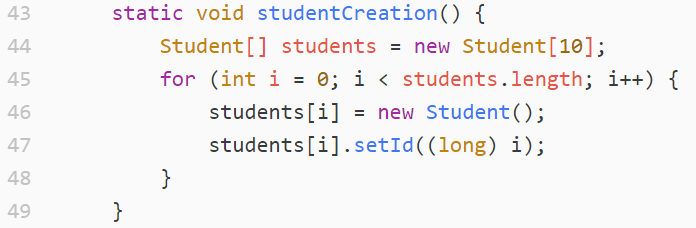 43 static void studentCreation() {
44 Student[] students = new Student[10];
45 for (int i = 0; i < students.length; i++) {
46 students[i] = new Student();
47 students[i].setId((long) i);
48 }
49 }